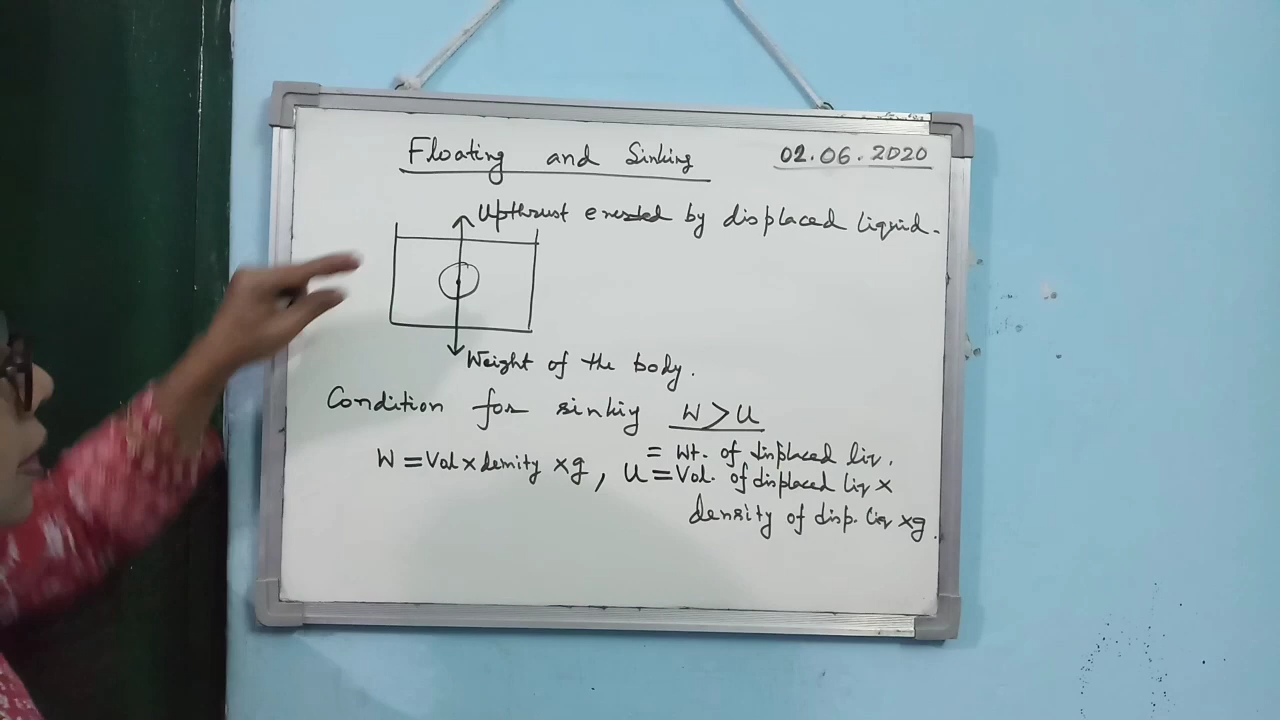 Floating and Sinking 02.06.2020
Upthrust exerted by displaced liquid.
Weight of the body.
Condition for sinking W > U
= Wt. of displaced liq.
W = Vol x density x g, U = Vol. of displaced liq x
density of disp. liq x g.